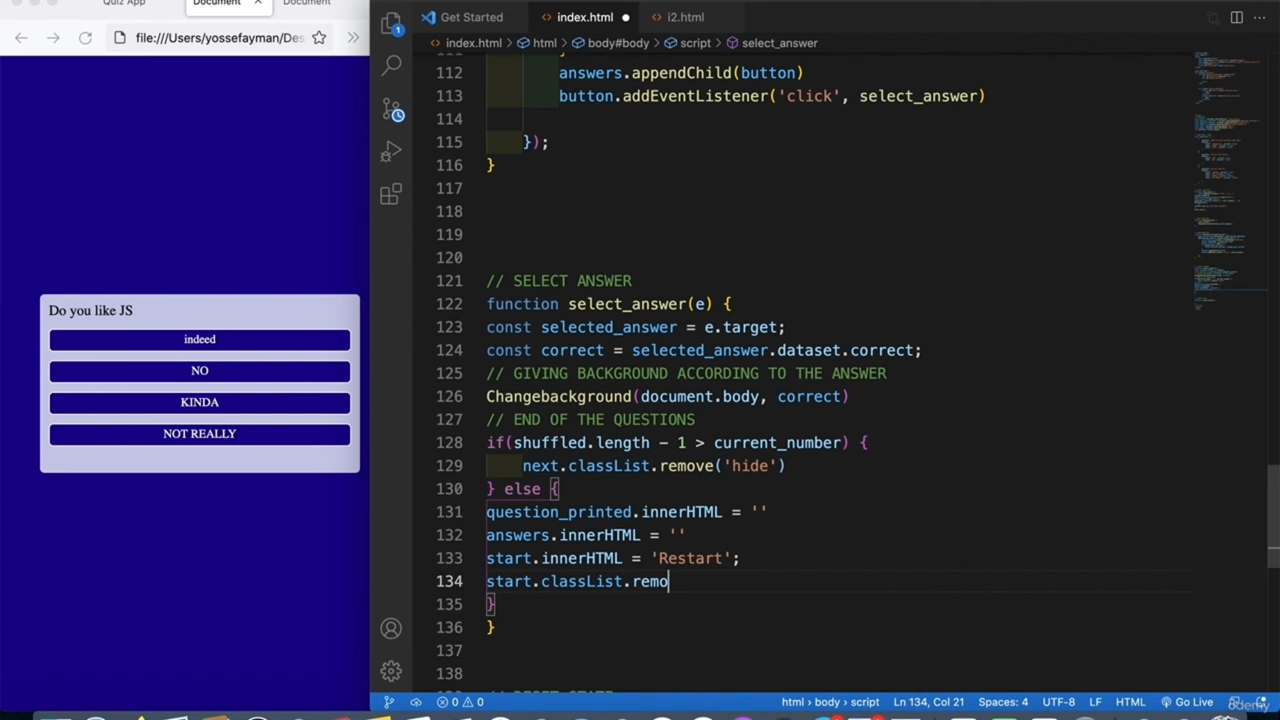 Quiz App
Document
Document
file:///Users/yossefayman/Des
Get Started
index.html
i2.html
index.html > html > body#body > script > select_answer
1
112 answers.appendChild(button)
113 button.addEventListener('click', select_answer)
114
115 });
116 }
117
118
119
120
121 // SELECT ANSWER
122 function select_answer(e) {
123 const selected_answer = e.target;
124 const correct = selected_answer.dataset.correct;
125 // GIVING BACKGROUND ACCORDING TO THE ANSWER
126 Changebackground(document.body, correct)
127 // END OF THE QUESTIONS
128 if(shuffled.length - 1 > current_number) {
129 next.classList.remove('hide')
130 } else {
131 question_printed.innerHTML = ''
132 answers.innerHTML = ''
133 start.innerHTML = 'Restart';
134 start.classList.remo
135 }
136 }
137
138
Do you like JS
indeed
NO
KINDA
NOT REALLY
0 0
html > body > script
Ln 134, Col 21
Spaces: 4
UTF-8
LF
HTML
Go Live
Udemy